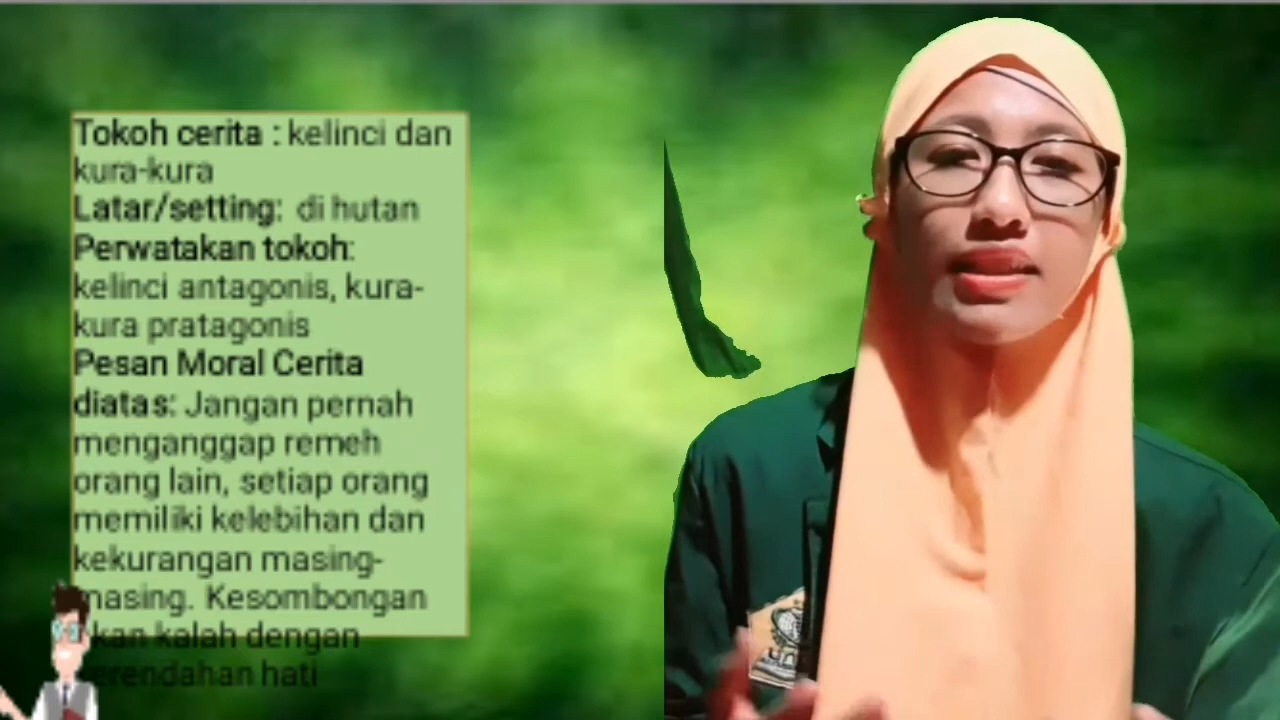 Tokoh cerita : kelinci dan
kura-kura
Latar/setting: di hutan
Perwatakan tokoh:
kelinci antagonis, kura-
kura pratagonis
Pesan Moral Cerita
diatas: Jangan pernah
menganggap remeh
orang lain, setiap orang
memiliki kelebihan dan
kekurangan masing-
masing. Kesombongan
akan kalah dengan
kerendahan hati